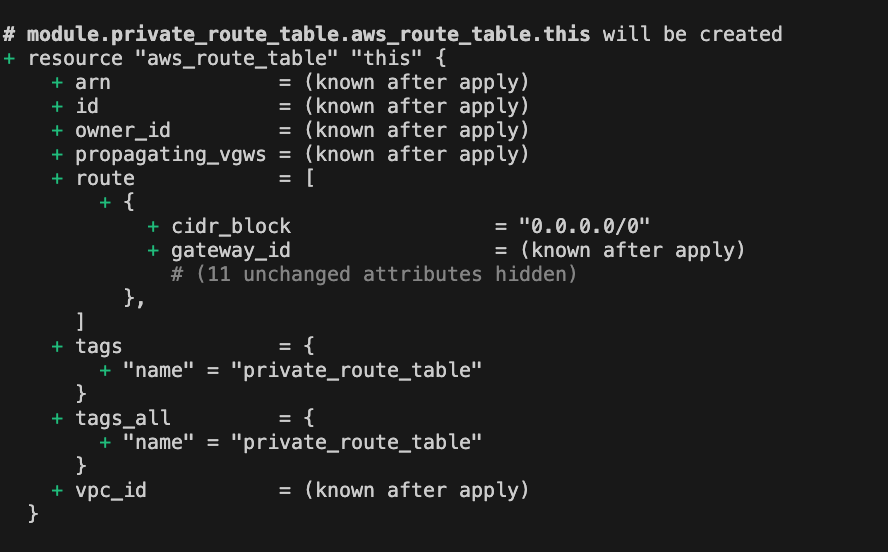 # module.private_route_table.aws_route_table.this will be created
+ resource "aws_route_table" "this" {
    + arn              = (known after apply)
    + id               = (known after apply)
    + owner_id         = (known after apply)
    + propagating_vgws = (known after apply)
    + route            = [
        + {
            + cidr_block                 = "0.0.0.0/0"
            + gateway_id                 = (known after apply)
              # (11 unchanged attributes hidden)
          },
      ]
    + tags             = {
        + "name" = "private_route_table"
      }
    + tags_all         = {
        + "name" = "private_route_table"
      }
    + vpc_id           = (known after apply)
  }